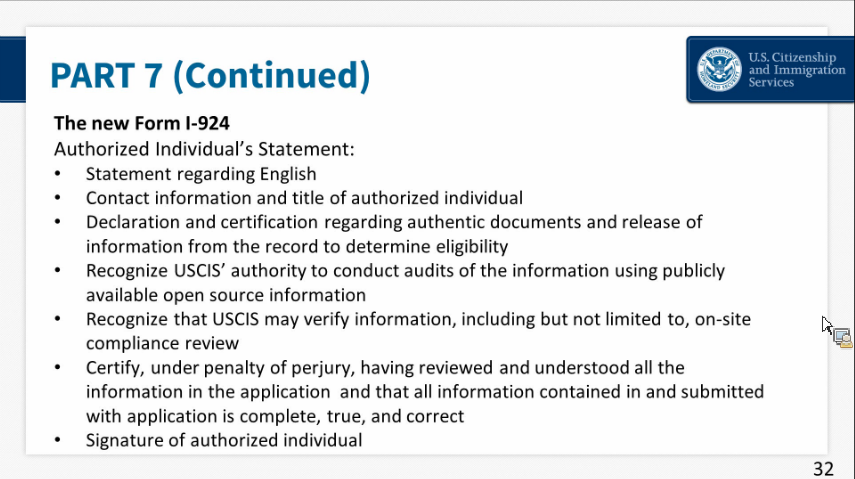 PART 7 (Continued)
U.S. Citizenship
and Immigration
Services
The new Form I-924
Authorized Individual's Statement:
• Statement regarding English
• Contact information and title of authorized individual
• Declaration and certification regarding authentic documents and release of
information from the record to determine eligibility
• Recognize USCIS' authority to conduct audits of the information using publicly
available open source information
• Recognize that USCIS may verify information, including but not limited to, on-site
compliance review
• Certify, under penalty of perjury, having reviewed and understood all the
information in the application  and that all information contained in and submitted
with application is complete, true, and correct
• Signature of authorized individual
32